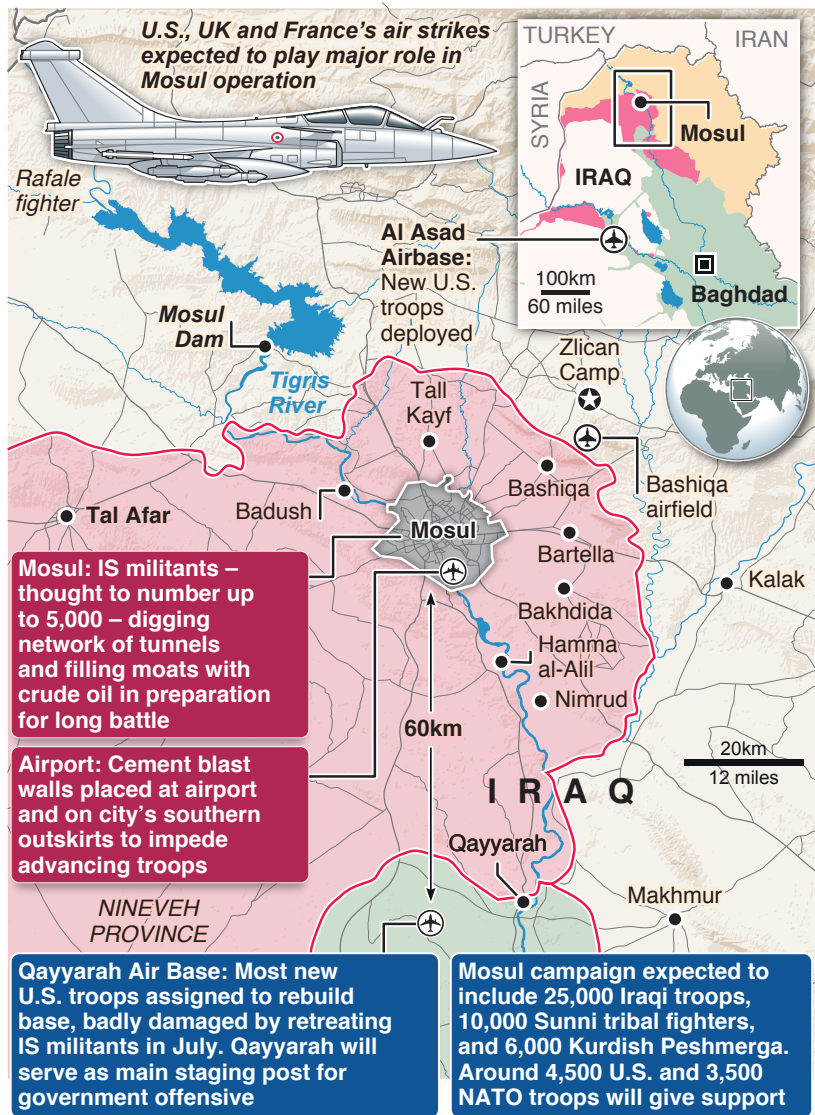 U.S., UK and France's air strikes
expected to play major role in
Mosul operation
Rafale
fighter
TURKEY
IRAN
SYRIA
Mosul
IRAQ
Baghdad
100km
60 miles
Al Asad
Airbase:
New U.S.
troops
deployed
Mosul
Dam
Tigris
River
Zlican
Camp
Tall
Kayf
Bashiqa
Bashiqa
airfield
Badush
Tal Afar
Mosul
Bartella
Bakhdida
Kalak
Hamma
al-Alil
Nimrud
Mosul: IS militants –
thought to number up
to 5,000 – digging
network of tunnels
and filling moats with
crude oil in preparation
for long battle
60km
20km
12 miles
Airport: Cement blast
walls placed at airport
and on city's southern
outskirts to impede
advancing troops
IRAQ
Qayyarah
Makhmur
NINEVEH
PROVINCE
Qayyarah Air Base: Most new
U.S. troops assigned to rebuild
base, badly damaged by retreating
IS militants in July. Qayyarah will
serve as main staging post for
government offensive
Mosul campaign expected to
include 25,000 Iraqi troops,
10,000 Sunni tribal fighters,
and 6,000 Kurdish Peshmerga.
Around 4,500 U.S. and 3,500
NATO troops will give support